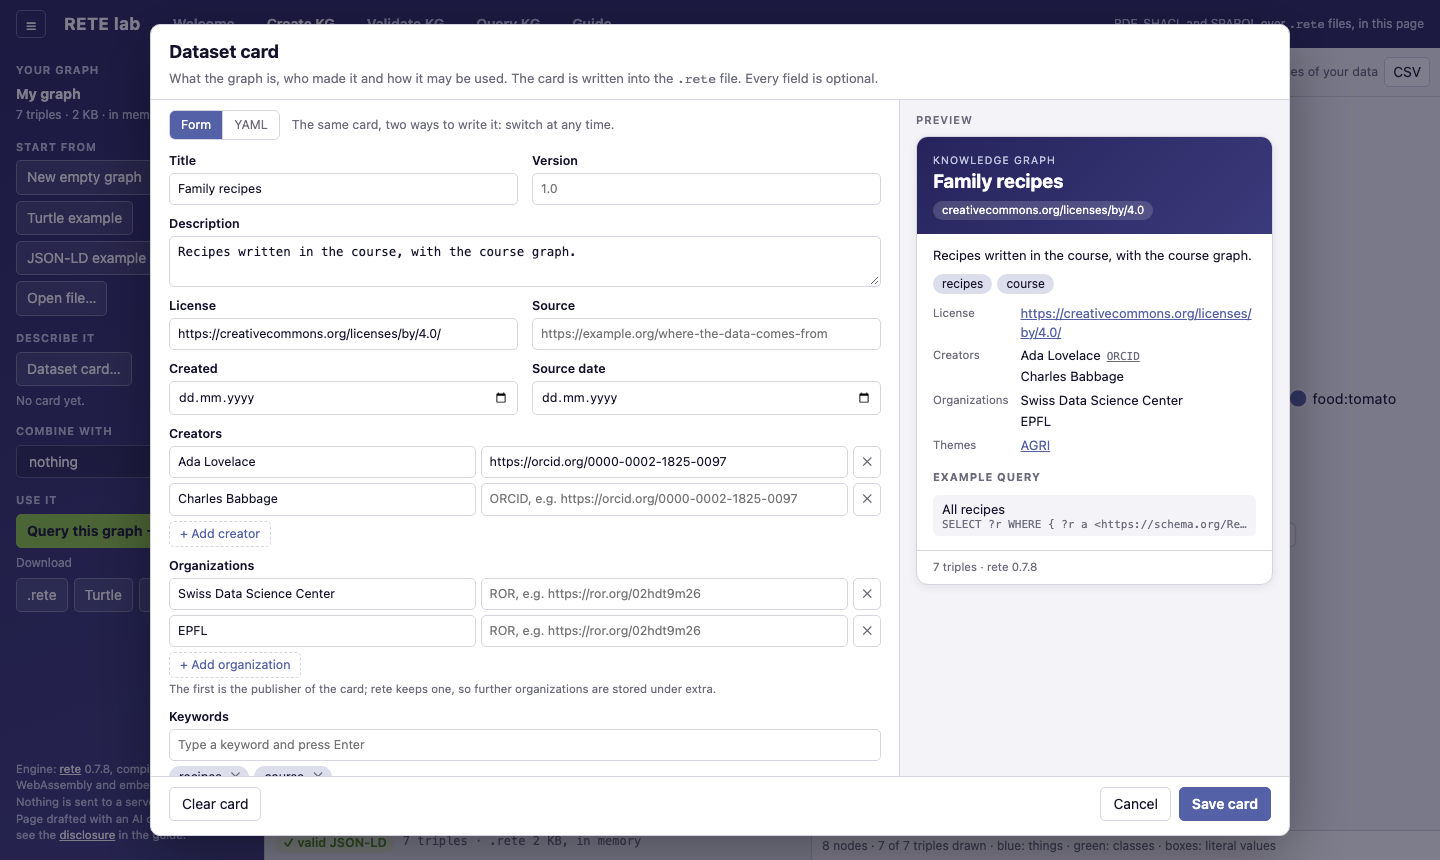 RETE lab
Welcome
Create KG
Validate KG
Query KG
Guide
RDF, SHACL and SPARQL over .rete files, in this page
YOUR GRAPH
My graph
7 triples · 2 KB · in mem
START FROM
New empty graph
Turtle example
JSON-LD example
Open file...
DESCRIBE IT
Dataset card...
No card yet.
COMBINE WITH
nothing
USE IT
Query this graph
Download
.rete
Turtle
Engine: rete 0.7.8, compi
WebAssembly and embe
Nothing is sent to a serve
Page drafted with an AI
see the disclosure in the guide.
Dataset card
What the graph is, who made it and how it may be used. The card is written into the .rete file. Every field is optional.
Form
YAML
The same card, two ways to write it: switch at any time.
Title
Version
Family recipes
1.0
Description
Recipes written in the course, with the course graph.
License
Source
https://creativecommons.org/licenses/by/4.0/
https://example.org/where-the-data-comes-from
Created
Source date
dd.mm.yyyy
dd.mm.yyyy
Creators
Ada Lovelace
https://orcid.org/0000-0002-1825-0097
Charles Babbage
ORCID, e.g. https://orcid.org/0000-0002-1825-0097
+ Add creator
Organizations
Swiss Data Science Center
ROR, e.g. https://ror.org/02hdt9m26
EPFL
ROR, e.g. https://ror.org/02hdt9m26
+ Add organization
The first is the publisher of the card; rete keeps one, so further organizations are stored under extra.
Keywords
Type a keyword and press Enter
recipes
course
Clear card
Cancel
Save card
PREVIEW
KNOWLEDGE GRAPH
Family recipes
creativecommons.org/licenses/by/4.0
Recipes written in the course, with the course graph.
recipes
course
License
https://creativecommons.org/licenses/
by/4.0/
Creators
Ada Lovelace ORCID
Charles Babbage
Organizations
Swiss Data Science Center
EPFL
Themes
AGRI
EXAMPLE QUERY
All recipes
SELECT ?r WHERE { ?r a <https://schema.org/Re…
7 triples · rete 0.7.8
es of your data
CSV
food:tomato
✓ valid JSON-LD
7 triples · .rete 2 KB, in memory
8 nodes · 7 of 7 triples drawn · blue: things · green: classes · boxes: literal values